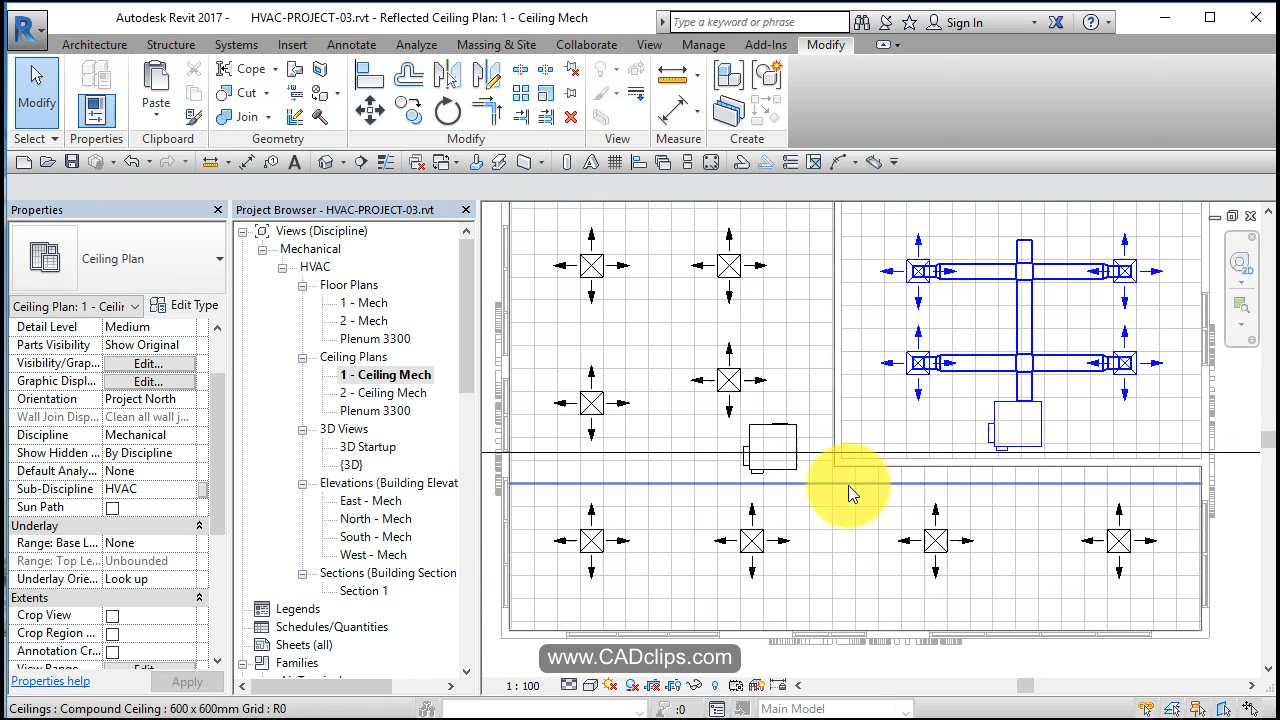 Autodesk Revit 2017 - HVAC-PROJECT-03.rvt - Reflected Ceiling Plan: 1 - Ceiling Mech
Type a keyword or phrase
Sign In
Architecture Structure Systems Insert Annotate Analyze Massing & Site Collaborate View Manage Add-Ins Modify
Modify Paste Cope Cut Join
Select Properties Clipboard Geometry Modify View Measure Create
Properties
Project Browser - HVAC-PROJECT-03.rvt
Ceiling Plan
Ceiling Plan: 1 - Ceilir Edit Type
Detail Level Medium
Parts Visibility Show Original
Visibility/Grap... Edit...
Graphic Displ... Edit...
Orientation Project North
Wall Join Disp... Clean all wall j...
Discipline Mechanical
Show Hidden ... By Discipline
Default Analy... None
Sub-Discipline HVAC
Sun Path
Underlay
Range: Base L... None
Range: Top Le... Unbounded
Underlay Orie... Look up
Extents
Crop View
Crop Region ...
Annotation Cr...
View Range Edit...
Properties help Apply
Views (Discipline)
Mechanical
HVAC
Floor Plans
1 - Mech
2 - Mech
Plenum 3300
Ceiling Plans
1 - Ceiling Mech
2 - Ceiling Mech
Plenum 3300
3D Views
3D Startup
{3D}
Elevations (Building Elevat
East - Mech
North - Mech
South - Mech
West - Mech
Sections (Building Section
Section 1
Legends
Schedules/Quantities
Sheets (all)
Families
2D
www.CADclips.com
1 : 100
Ceilings : Compound Ceiling : 600 x 600mm Grid : R0
:0
Main Model